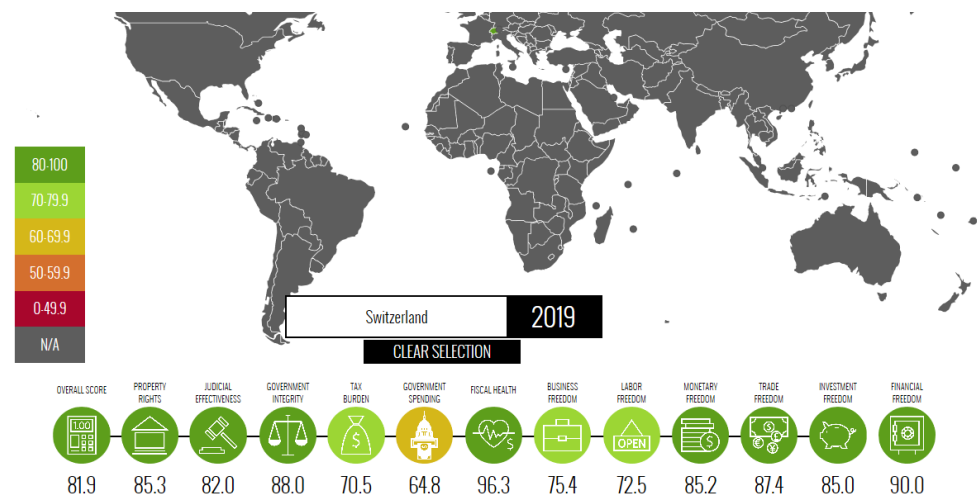 80-100
70-79.9
60-69.9
50-59.9
0-49.9
N/A
Switzerland
2019
CLEAR SELECTION
OVERALL SCORE
PROPERTY
RIGHTS
JUDICIAL
EFFECTIVENESS
GOVERNMENT
INTEGRITY
TAX
BURDEN
GOVERNMENT
SPENDING
FISCAL HEALTH
BUSINESS
FREEDOM
LABOR
FREEDOM
MONETARY
FREEDOM
TRADE
FREEDOM
INVESTMENT
FREEDOM
FINANCIAL
FREEDOM
1.00
$
$
OPEN
$
$
€
£
¥
81.9
85.3
82.0
88.0
70.5
64.8
96.3
75.4
72.5
85.2
87.4
85.0
90.0